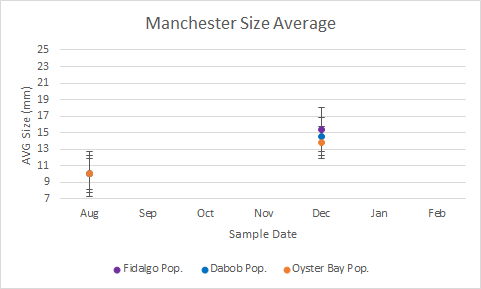 Manchester Size Average
25
23
21
19
17
15
13
11
9
7
AVG Size (mm)
Aug Sep Oct Nov Dec Jan Feb
Sample Date
Fidalgo Pop. Dabob Pop. Oyster Bay Pop.